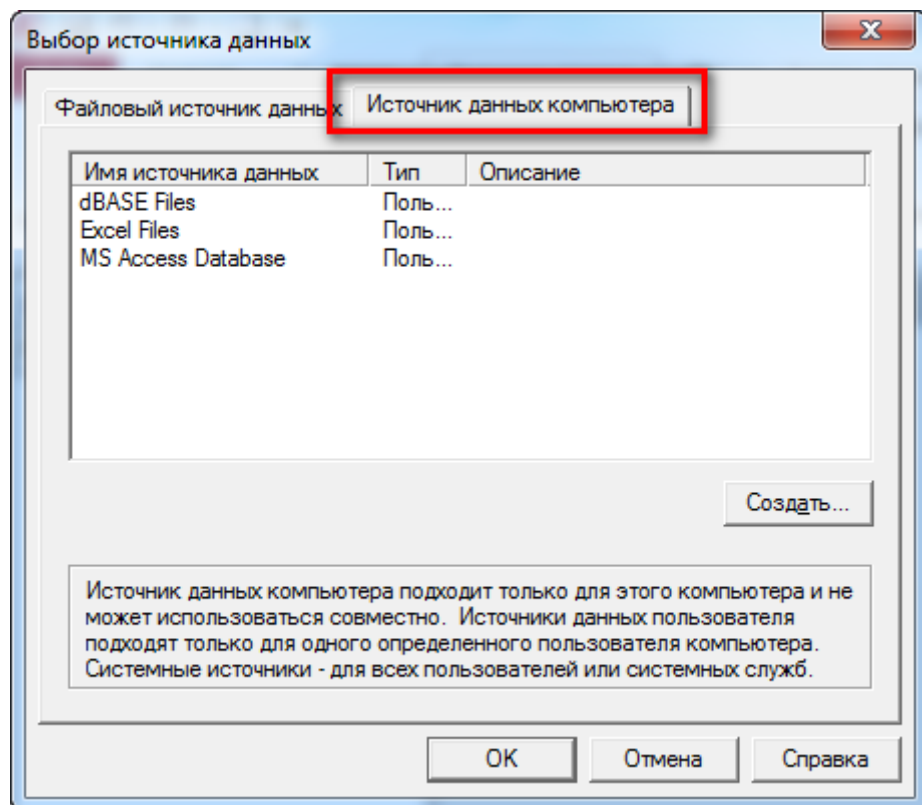 Выбор источника данных
Файловый источник данных Источник данных компьютера
Имя источника данных Тип Описание
dBASE Files Поль...
Excel Files Поль...
MS Access Database Поль...
Создать...
Источник данных компьютера подходит только для этого компьютера и не
может использоваться совместно. Источники данных пользователя
подходят только для одного определенного пользователя компьютера.
Системные источники - для всех пользователей или системных служб.
OK Отмена Справка